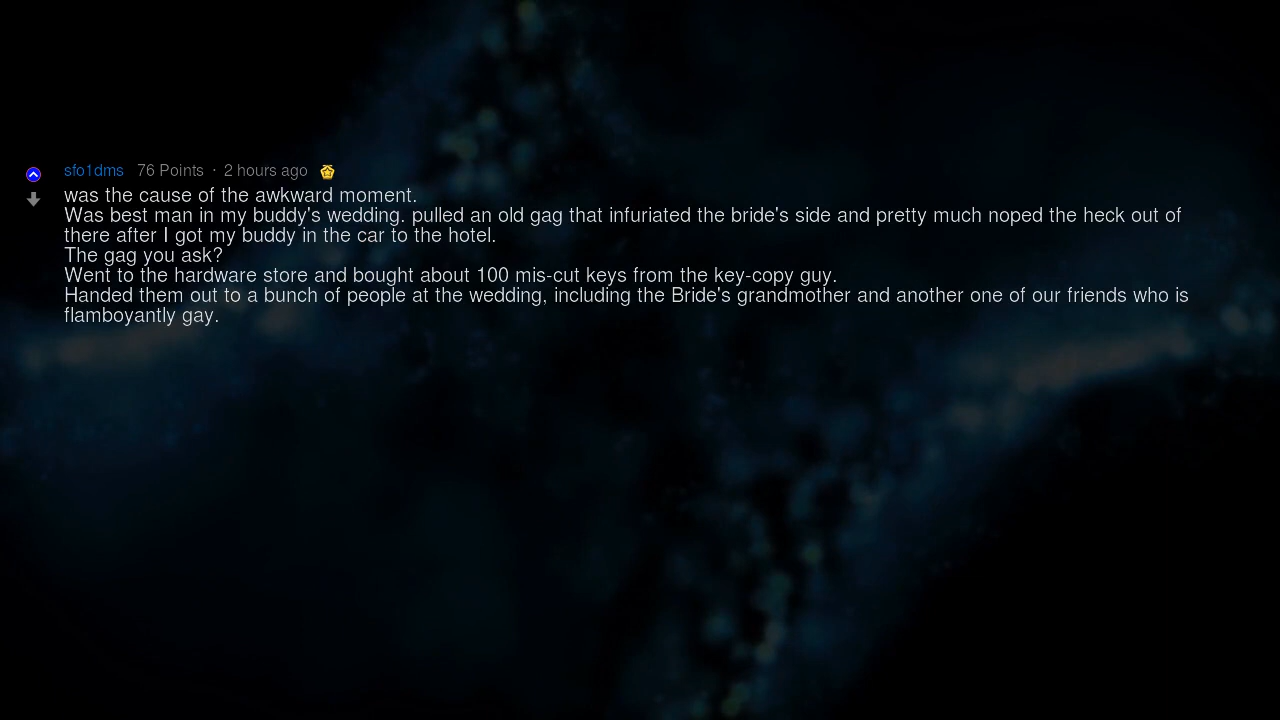 sfo1dms 76 Points · 2 hours ago
was the cause of the awkward moment.
Was best man in my buddy's wedding. pulled an old gag that infuriated the bride's side and pretty much noped the heck out of
there after I got my buddy in the car to the hotel.
The gag you ask?
Went to the hardware store and bought about 100 mis-cut keys from the key-copy guy.
Handed them out to a bunch of people at the wedding, including the Bride's grandmother and another one of our friends who is
flamboyantly gay.